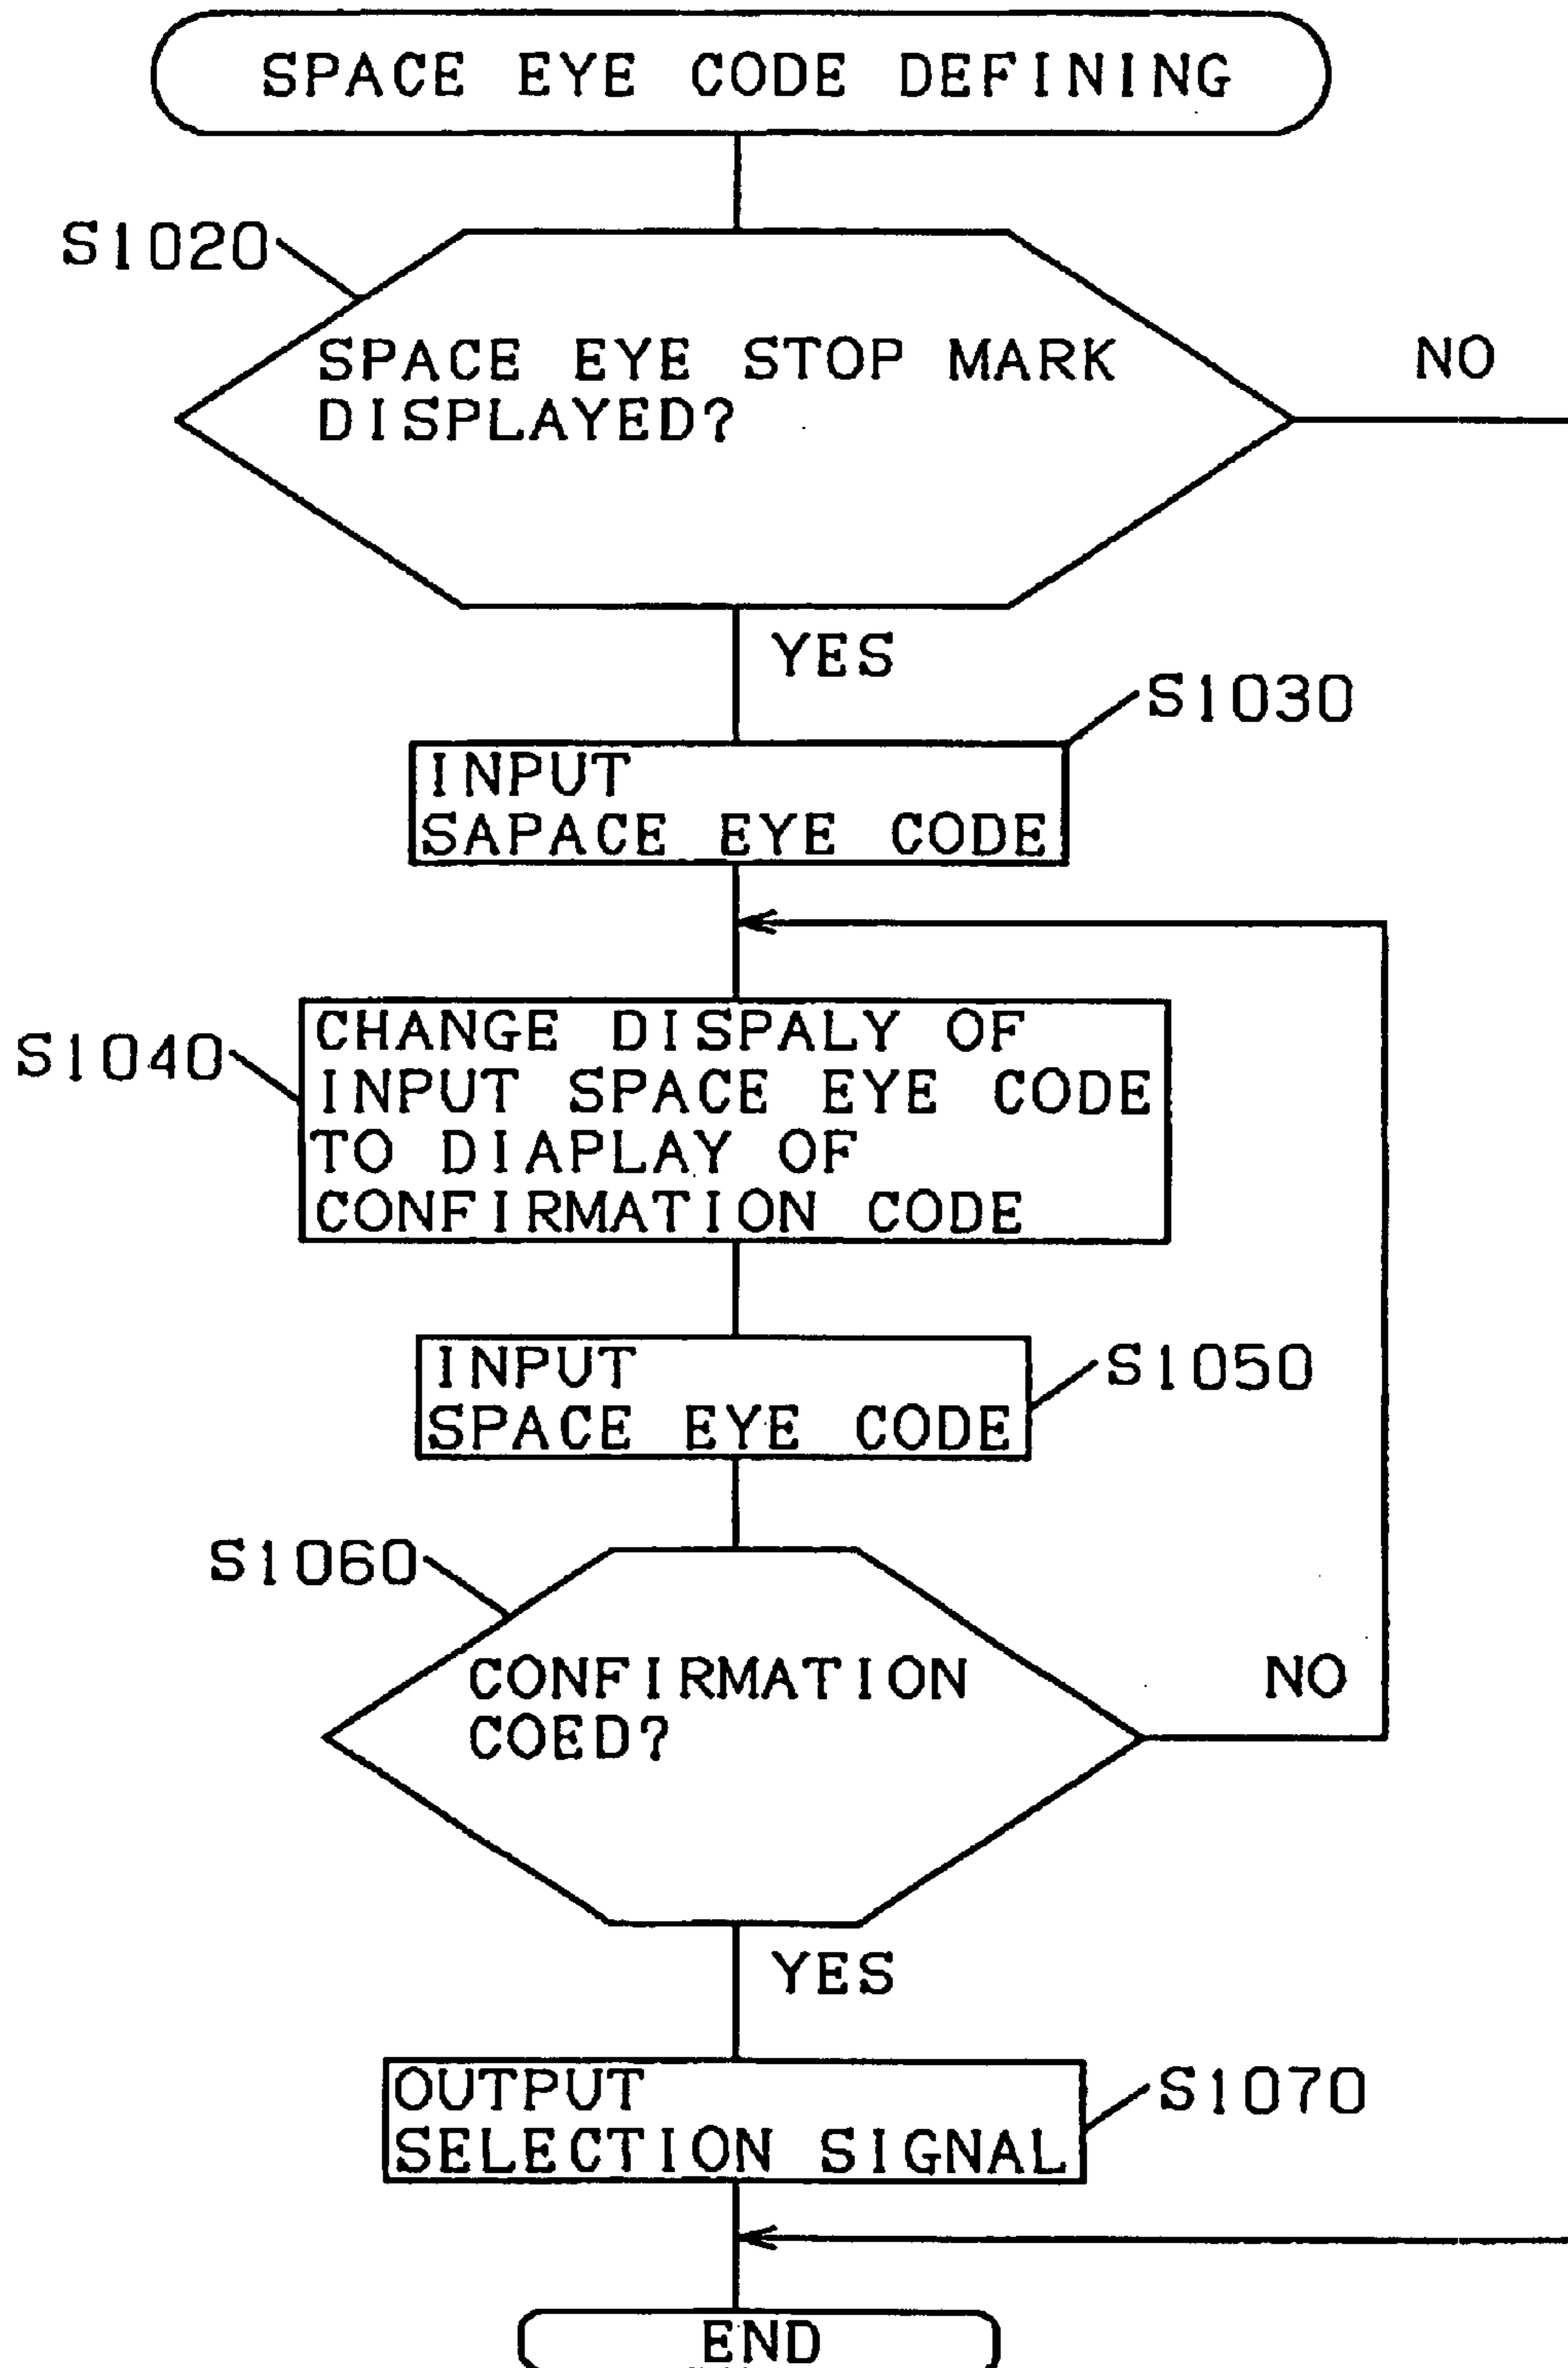 SPACE EYE CODE DEFINING
S1020
SPACE EYE STOP MARK
DISPLAYED?
NO
YES
S1030
INPUT
SAPACE EYE CODE
S1040
CHANGE DISPALY OF
INPUT SPACE EYE CODE
TO DIAPLAY OF
CONFIRMATION CODE
INPUT
SPACE EYE CODE
S1050
S1060
CONFIRMATION
COED?
NO
YES
OUTPUT
SELECTION SIGNAL
S1070
END